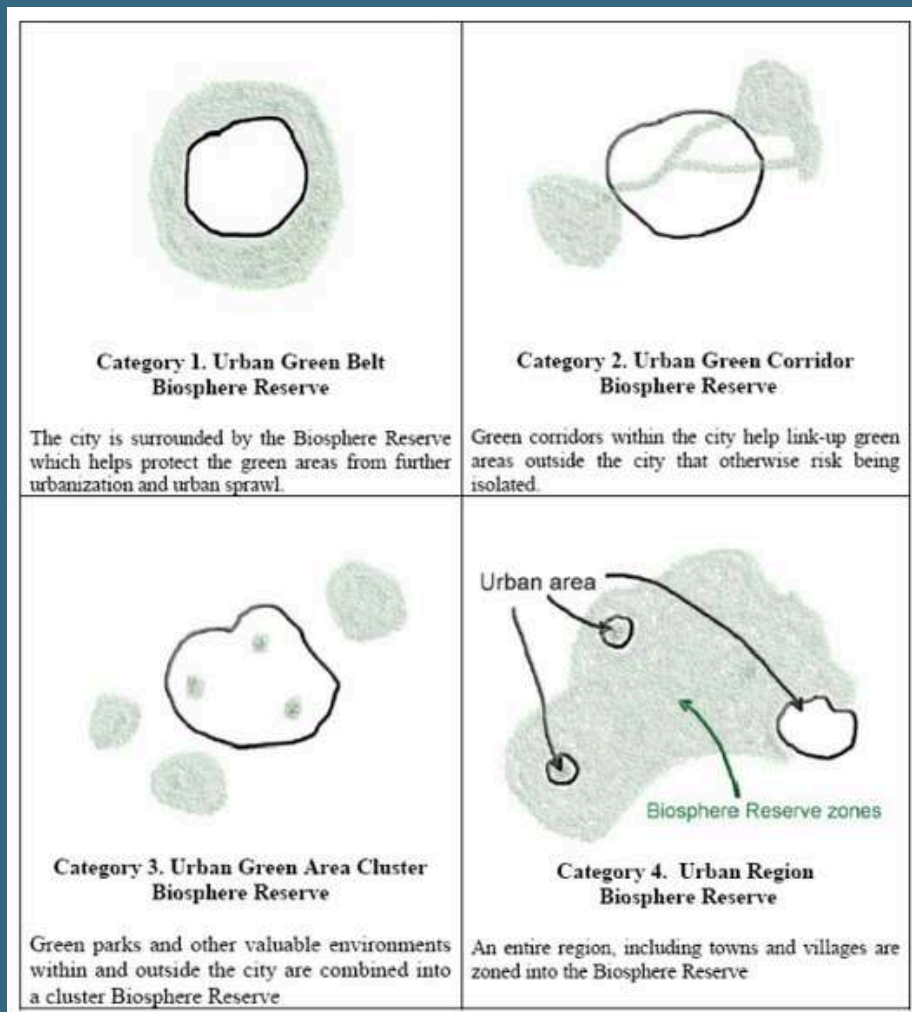 Category 1. Urban Green Belt
Biosphere Reserve
The city is surrounded by the Biosphere Reserve
which helps protect the green areas from further
urbanization and urban sprawl.
Category 2. Urban Green Corridor
Biosphere Reserve
Green corridors within the city help link-up green
areas outside the city that otherwise risk being
isolated.
Category 3. Urban Green Area Cluster
Biosphere Reserve
Green parks and other valuable environments
within and outside the city are combined into
a cluster Biosphere Reserve
Urban area
Biosphere Reserve zones
Category 4. Urban Region
Biosphere Reserve
An entire region, including towns and villages are
zoned into the Biosphere Reserve